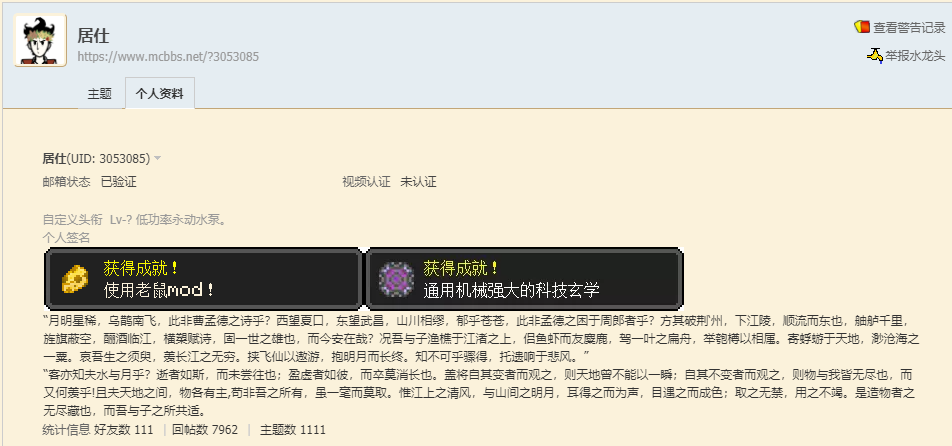 居仕
https://www.mcbbs.net/?3053085
查看警告记录
举报水龙头
主题 个人资料
居仕(UID: 3053085)
邮箱状态 已验证 视频认证 未认证
自定义头衔 Lv-? 低功率永动水泵。
个人签名
获得成就！ 获得成就！
使用老鼠mod！ 通用机械强大的科技玄学
“月明星稀，乌鹊南飞，此非曹孟德之诗乎？西望夏口，东望武昌，山川相缪，郁乎苍苍，此非孟德之困于周郎者乎？方其破荆州，下江陵，顺流而东也，舳舻千里，
旌旗蔽空，酾酒临江，横槊赋诗，固一世之雄也，而今安在哉？况吾与子渔樵于江渚之上，侣鱼虾而友麋鹿，驾一叶之扁舟，举匏樽以相属。寄蜉蝣于天地，渺沧海之
一粟。哀吾生之须臾，羡长江之无穷。挟飞仙以遨游，抱明月而长终。知不可乎骤得，托遗响于悲风。”
“客亦知夫水与月乎？逝者如斯，而未尝往也；盈虚者如彼，而卒莫消长也。盖将自其变者而观之，则天地曾不能以一瞬；自其不变者而观之，则物与我皆无尽也，而
又何羡乎!且夫天地之间，物各有主,苟非吾之所有，虽一毫而莫取。惟江上之清风，与山间之明月，耳得之而为声，目遇之而成色；取之无禁，用之不竭。是造物者之
无尽藏也，而吾与子之所共适。
统计信息 好友数 111 | 回帖数 7962 | 主题数 1111